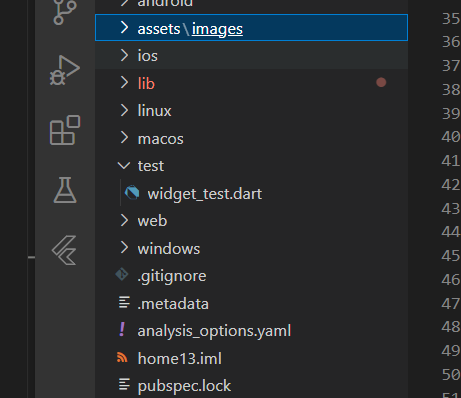 android
assets\images
ios
lib
linux
macos
test
widget_test.dart
web
windows
.gitignore
.metadata
analysis_options.yaml
home13.iml
pubspec.lock
35
36
37
38
39
40
41
42
43
44
45
46
47
48
49
50
51